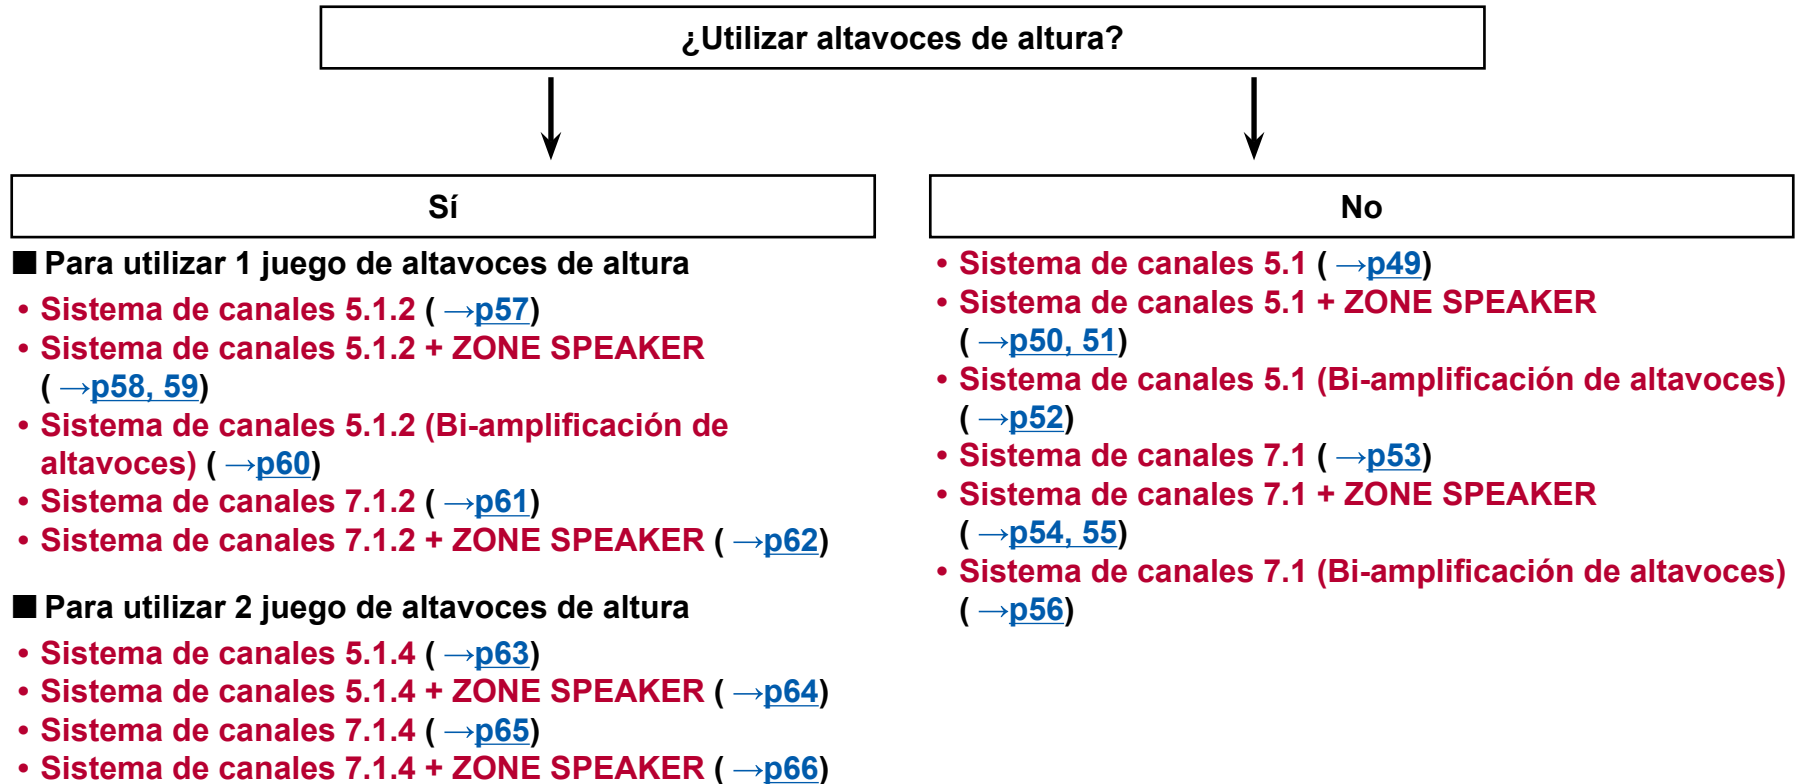 ¿Utilizar altavoces de altura?
Sí
■ Para utilizar 1 juego de altavoces de altura
• Sistema de canales 5.1.2 ( →p57)
• Sistema de canales 5.1.2 + ZONE SPEAKER
( →p58, 59)
• Sistema de canales 5.1.2 (Bi-amplificación de
altavoces) ( →p60)
• Sistema de canales 7.1.2 ( →p61)
• Sistema de canales 7.1.2 + ZONE SPEAKER ( →p62)
■ Para utilizar 2 juego de altavoces de altura
• Sistema de canales 5.1.4 ( →p63)
• Sistema de canales 5.1.4 + ZONE SPEAKER ( →p64)
• Sistema de canales 7.1.4 ( →p65)
• Sistema de canales 7.1.4 + ZONE SPEAKER ( →p66)
No
• Sistema de canales 5.1 ( →p49)
• Sistema de canales 5.1 + ZONE SPEAKER
( →p50, 51)
• Sistema de canales 5.1 (Bi-amplificación de altavoces)
( →p52)
• Sistema de canales 7.1 ( →p53)
• Sistema de canales 7.1 + ZONE SPEAKER
( →p54, 55)
• Sistema de canales 7.1 (Bi-amplificación de altavoces)
( →p56)